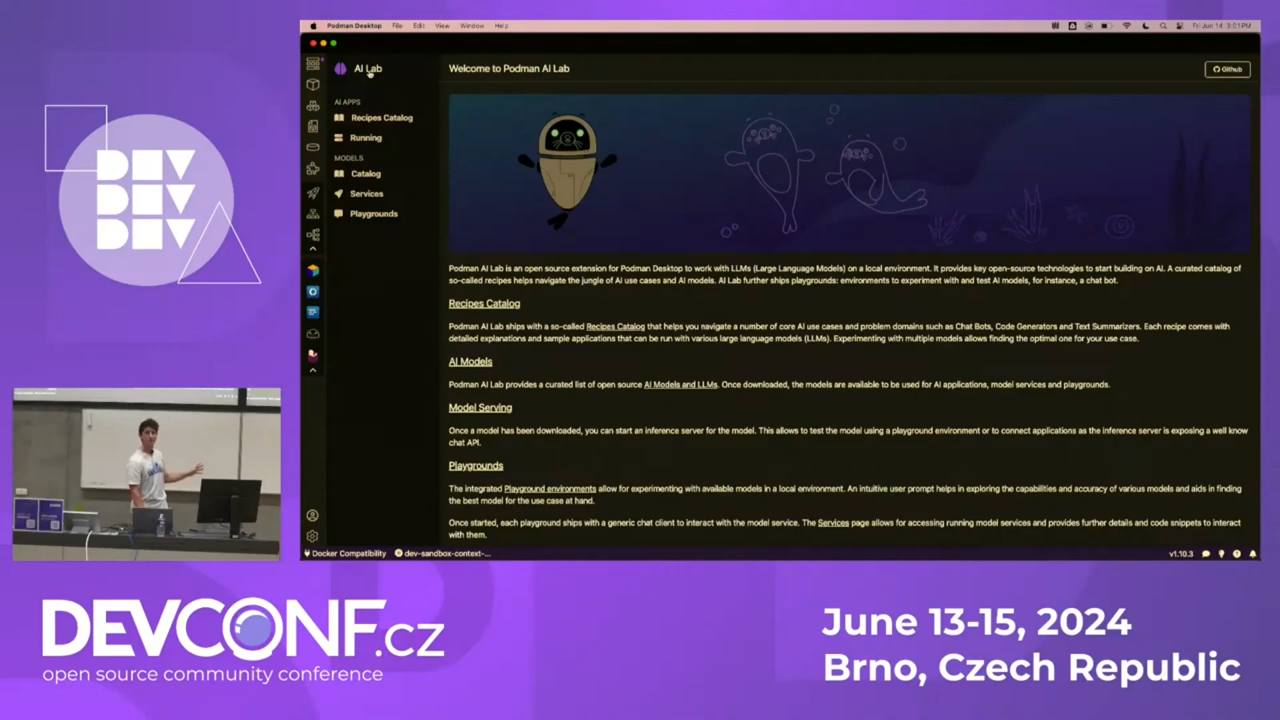 Podman Desktop File Edit View Window Help
Fri Jun 14 3:01PM
AI Lab
Welcome to Podman AI Lab
Github
AI APPS
Recipes Catalog
Running
MODELS
Catalog
Services
Playgrounds
Podman AI Lab is an open source extension for Podman Desktop to work with LLMs (Large Language Models) on a local environment. It provides key open-source technologies to start building on AI. A curated catalog of
so-called recipes helps navigate the jungle of AI use cases and AI models. AI Lab further ships playgrounds: environments to experiment with and test AI models, for instance, a chat bot.
Recipes Catalog
Podman AI Lab ships with a so-called Recipes Catalog that helps you navigate a number of core AI use cases and problem domains such as Chat Bots, Code Generators and Text Summarizers. Each recipe comes with
detailed explanations and sample applications that can be run with various large language models (LLMs). Experimenting with multiple models allows finding the optimal one for your use case.
AI Models
Podman AI Lab provides a curated list of open source AI Models and LLMs. Once downloaded, the models are available to be used for AI applications, model services and playgrounds.
Model Serving
Once a model has been downloaded, you can start an inference server for the model. This allows to test the model using a playground environment or to connect applications as the inference server is exposing a well know
chat API.
Playgrounds
The integrated Playground environments allow for experimenting with available models in a local environment. An intuitive user prompt helps in exploring the capabilities and accuracy of various models and aids in finding
the best model for the use case at hand.
Once started, each playground ships with a generic chat client to interact with the model service. The Services page allows for accessing running model services and provides further details and code snippets to interact
with them.
Docker Compatibility
dev-sandbox-context-...
v1.10.3
DEV
DEV
DEV
DEVCONF.cz
open source community conference
June 13-15, 2024
Brno, Czech Republic